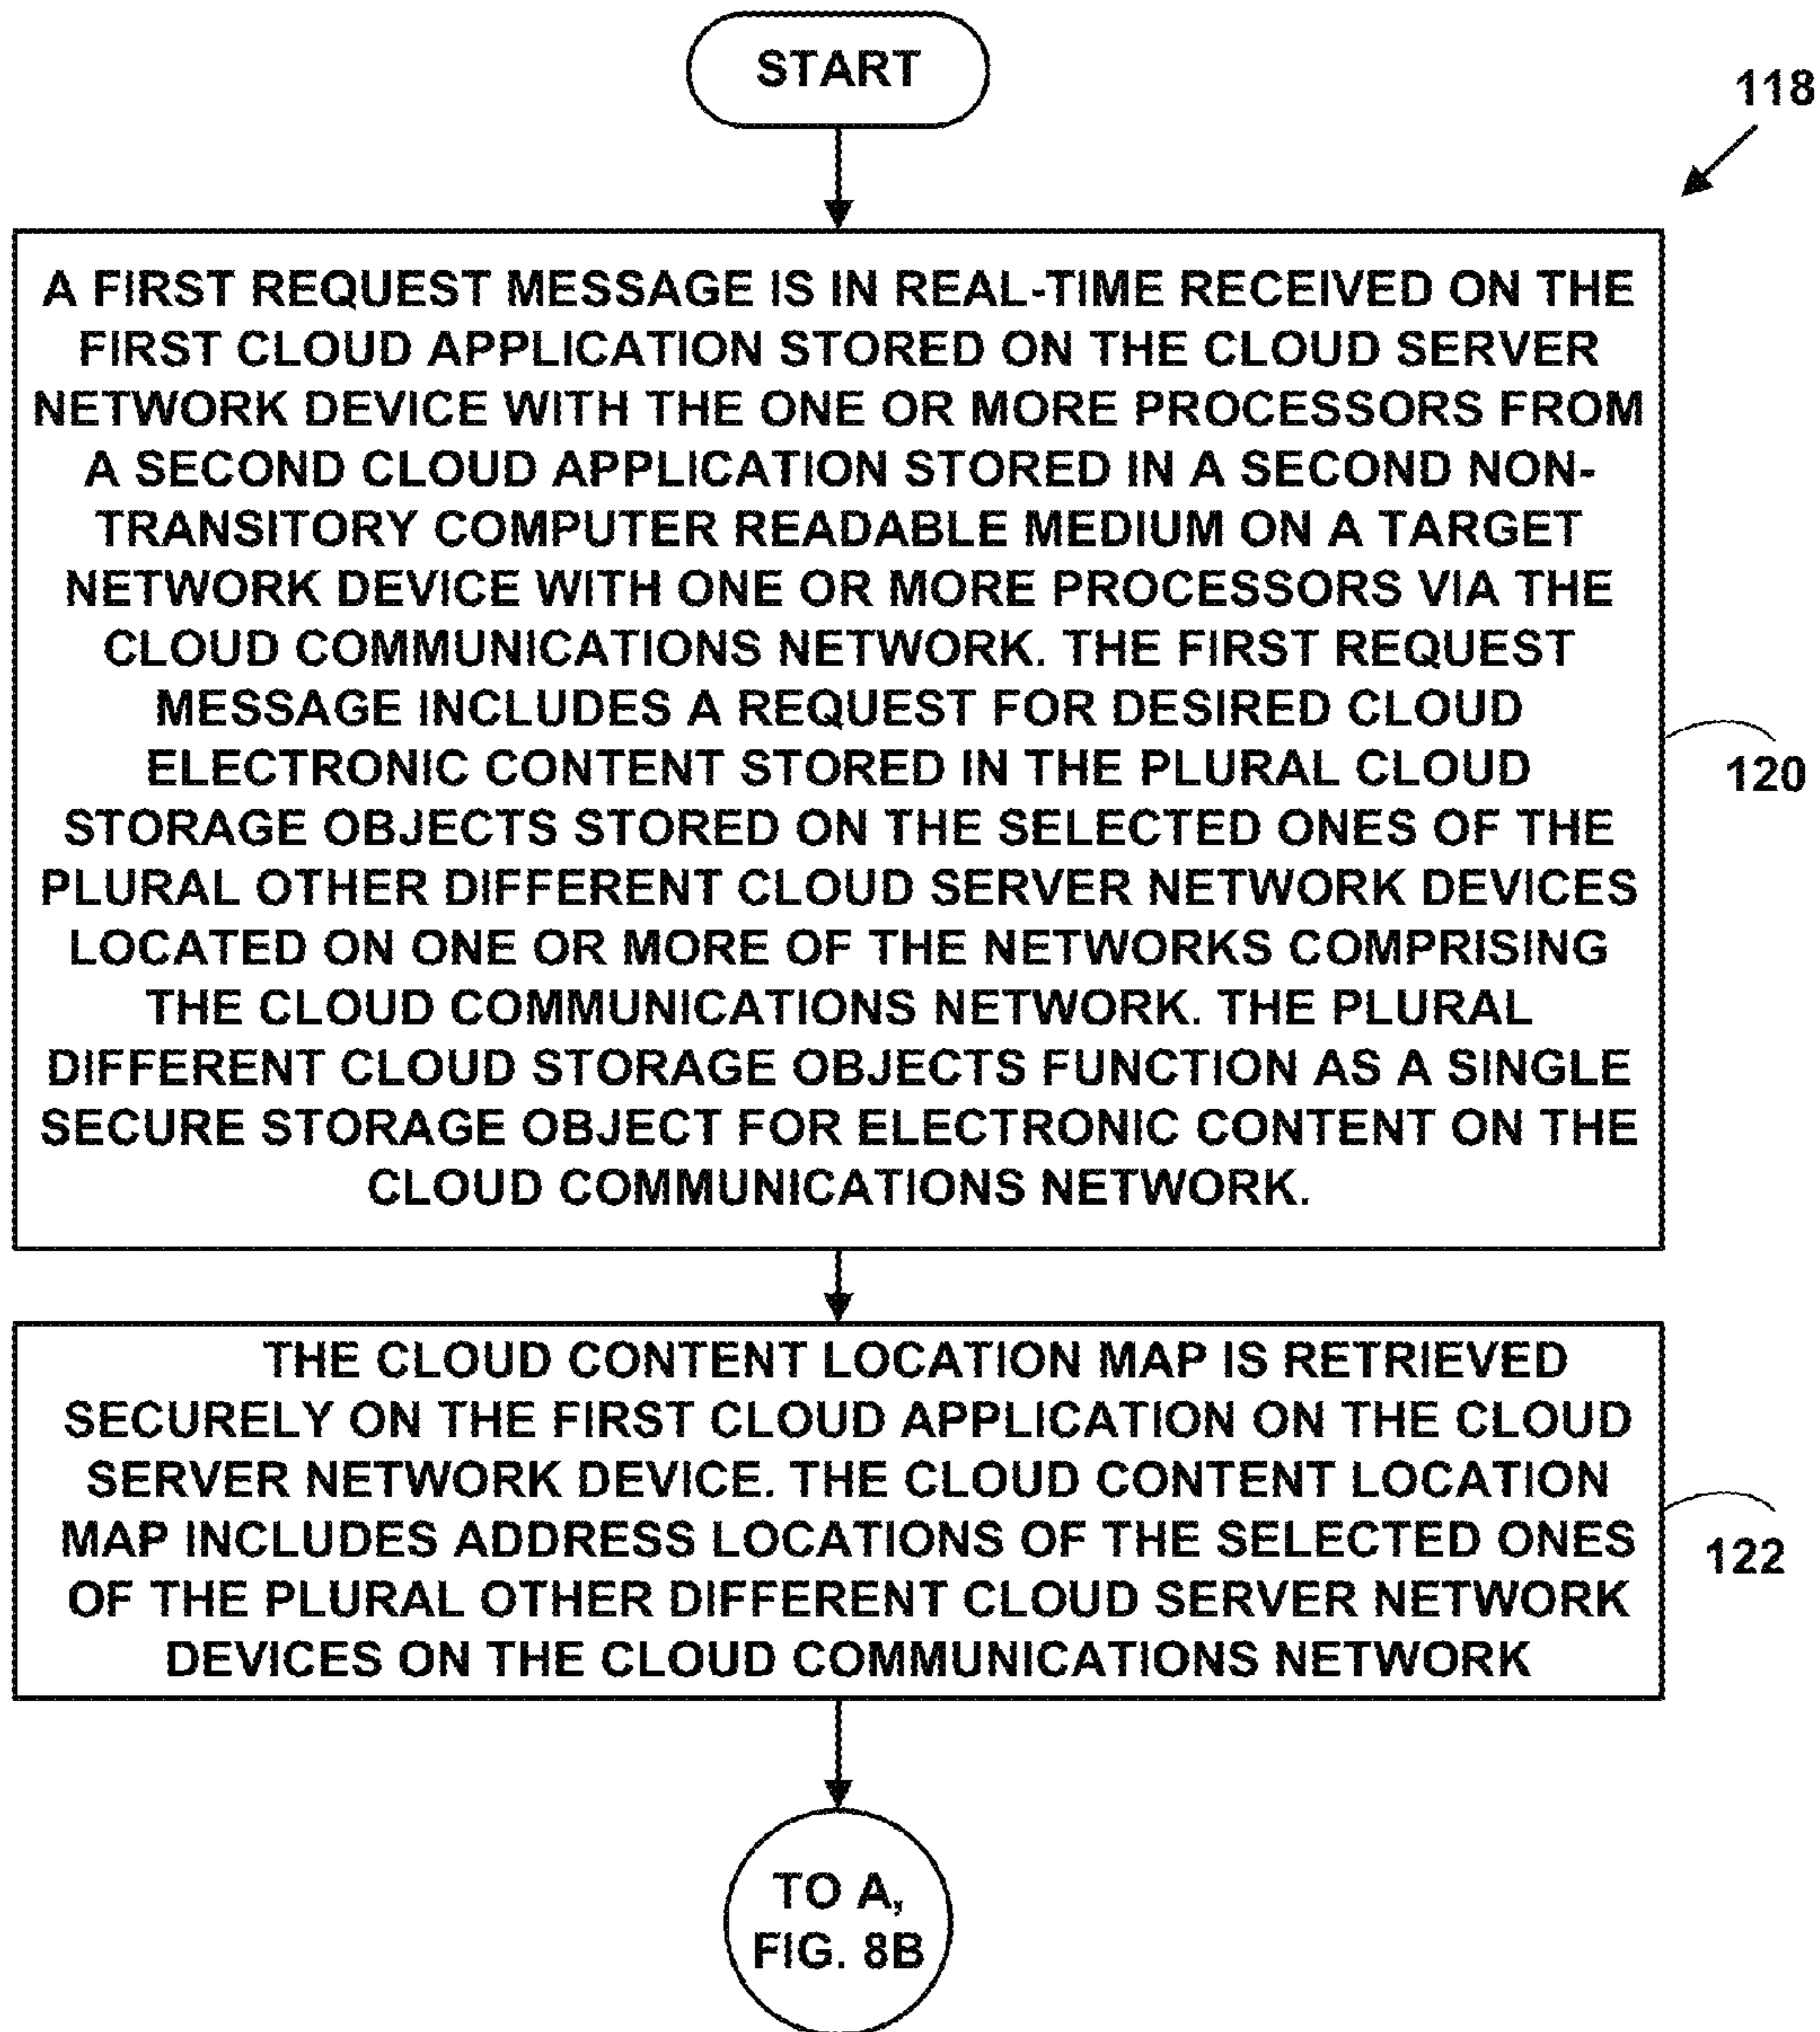 START
118
A FIRST REQUEST MESSAGE IS IN REAL-TIME RECEIVED ON THE
FIRST CLOUD APPLICATION STORED ON THE CLOUD SERVER
NETWORK DEVICE WITH THE ONE OR MORE PROCESSORS FROM
A SECOND CLOUD APPLICATION STORED IN A SECOND NON-
TRANSITORY COMPUTER READABLE MEDIUM ON A TARGET
NETWORK DEVICE WITH ONE OR MORE PROCESSORS VIA THE
CLOUD COMMUNICATIONS NETWORK. THE FIRST REQUEST
MESSAGE INCLUDES A REQUEST FOR DESIRED CLOUD
ELECTRONIC CONTENT STORED IN THE PLURAL CLOUD
STORAGE OBJECTS STORED ON THE SELECTED ONES OF THE
PLURAL OTHER DIFFERENT CLOUD SERVER NETWORK DEVICES
LOCATED ON ONE OR MORE OF THE NETWORKS COMPRISING
THE CLOUD COMMUNICATIONS NETWORK. THE PLURAL
DIFFERENT CLOUD STORAGE OBJECTS FUNCTION AS A SINGLE
SECURE STORAGE OBJECT FOR ELECTRONIC CONTENT ON THE
CLOUD COMMUNICATIONS NETWORK.
120
THE CLOUD CONTENT LOCATION MAP IS RETRIEVED
SECURELY ON THE FIRST CLOUD APPLICATION ON THE CLOUD
SERVER NETWORK DEVICE. THE CLOUD CONTENT LOCATION
MAP INCLUDES ADDRESS LOCATIONS OF THE SELECTED ONES
OF THE PLURAL OTHER DIFFERENT CLOUD SERVER NETWORK
DEVICES ON THE CLOUD COMMUNICATIONS NETWORK
122
TO A,
FIG. 8B